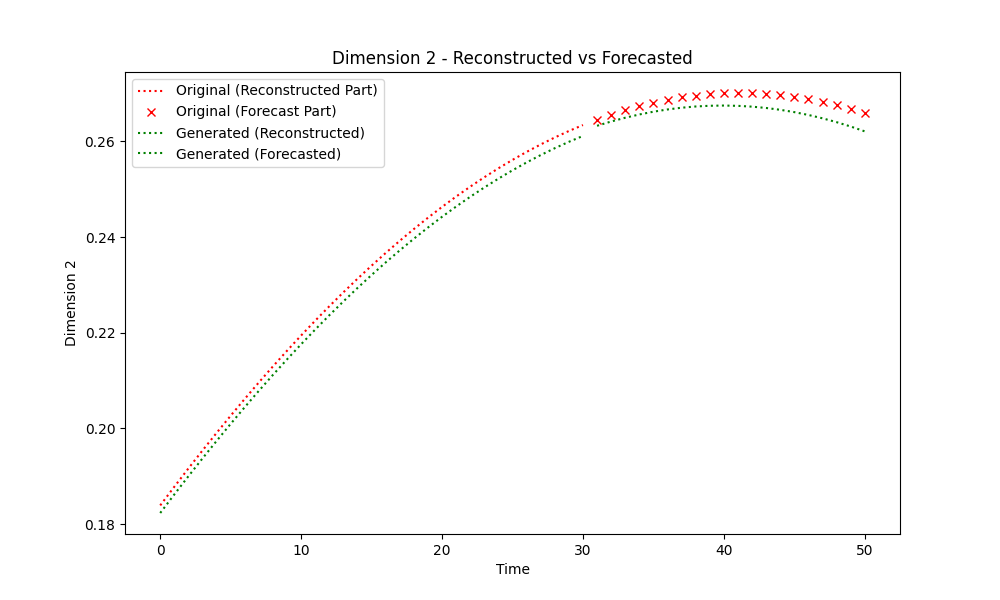 Dimension 2 - Reconstructed vs Forecasted
Original (Reconstructed Part)
Original (Forecast Part)
Generated (Reconstructed)
Generated (Forecasted)
Dimension 2
0.26
0.24
0.22
0.20
0.18
0 10 20 30 40 50
Time